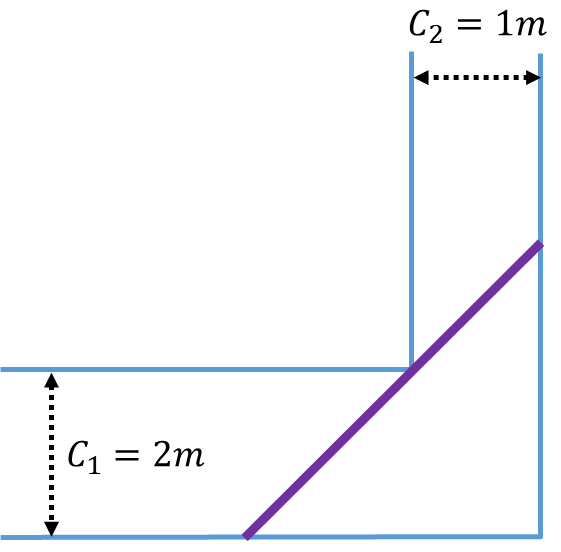 C₂ = 1m
C₁ = 2m